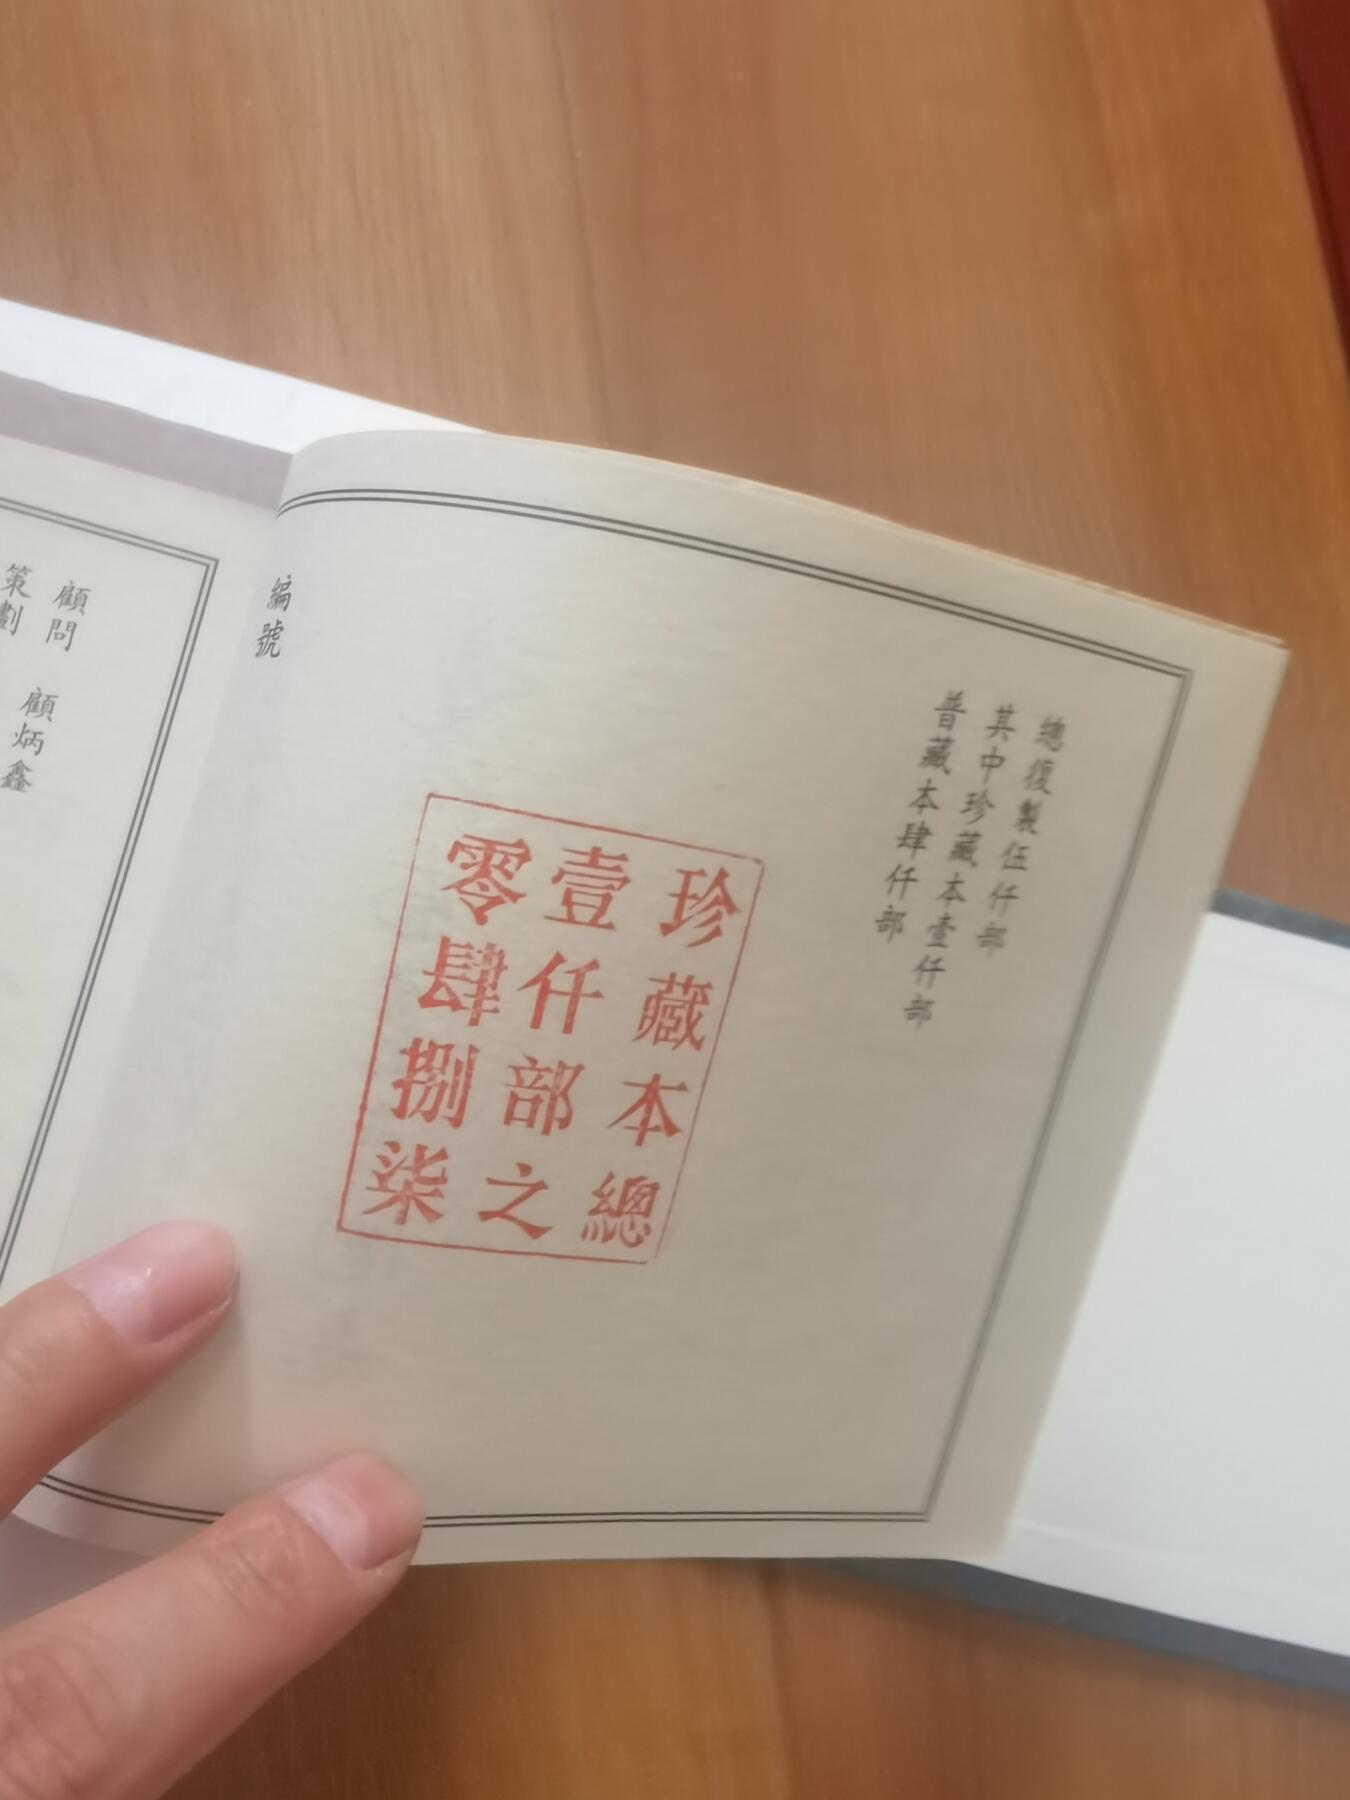 總復製伍仟部
其中珍藏本壹仟部
普藏本肆仟部
珍藏本總
壹仟部之
零肆捌柒
編號
顧問　顧炳鑫
策劃